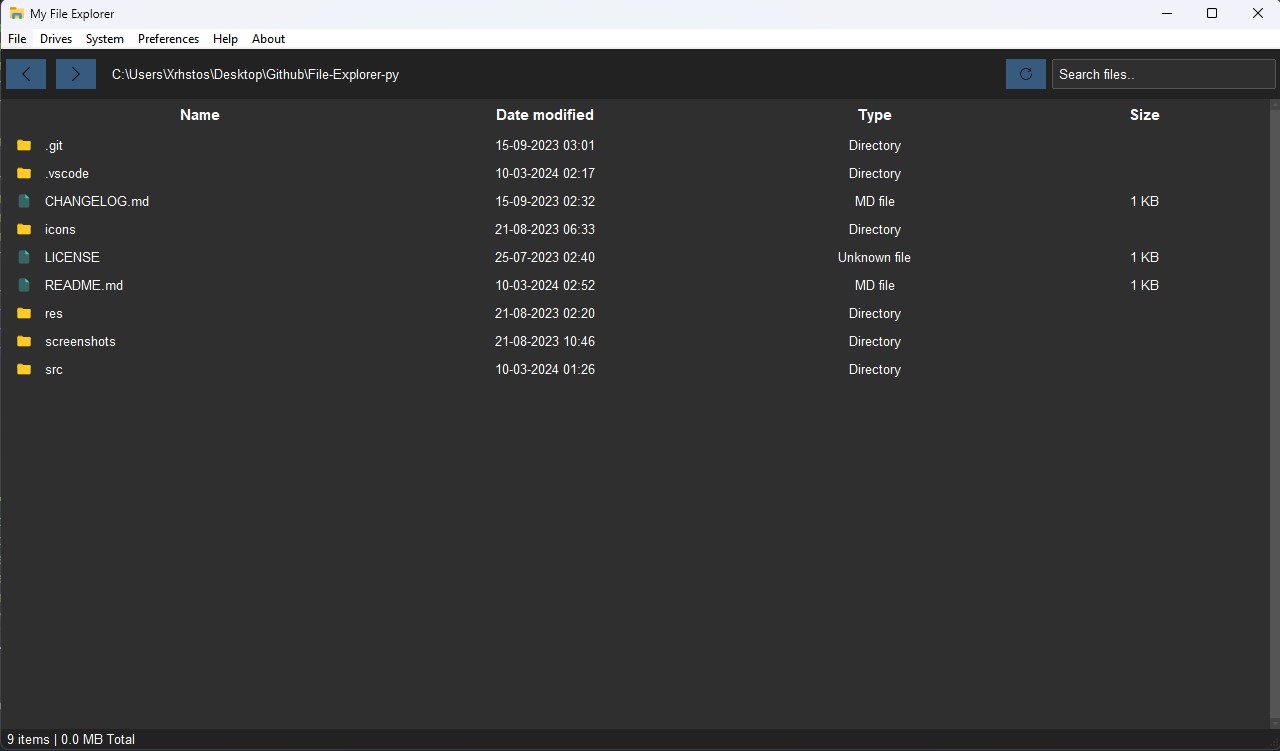 My File Explorer
File Drives System Preferences Help About
C:\Users\Xrhstos\Desktop\Github\File-Explorer-py Search files..
Name Date modified Type Size
.git 15-09-2023 03:01 Directory
.vscode 10-03-2024 02:17 Directory
CHANGELOG.md 15-09-2023 02:32 MD file 1 KB
icons 21-08-2023 06:33 Directory
LICENSE 25-07-2023 02:40 Unknown file 1 KB
README.md 10-03-2024 02:52 MD file 1 KB
res 21-08-2023 02:20 Directory
screenshots 21-08-2023 10:46 Directory
src 10-03-2024 01:26 Directory
9 items | 0.0 MB Total